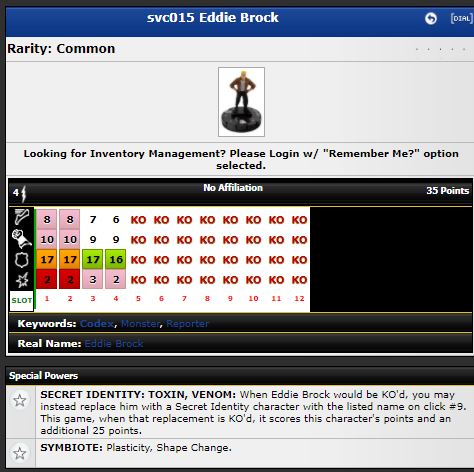 svc015 Eddie Brock
[DIAL]
Rarity: Common
Looking for Inventory Management? Please Login w/ "Remember Me?" option
selected.
4 No Affiliation 35 Points
8 8 7 6 KO KO KO KO KO KO KO KO
10 10 9 9 KO KO KO KO KO KO KO KO
17 17 17 16 KO KO KO KO KO KO KO KO
2 2 3 2 KO KO KO KO KO KO KO KO
SLOT 1 2 3 4 5 6 7 8 9 10 11 12
Keywords: Codex, Monster, Reporter
Real Name: Eddie Brock
Special Powers
SECRET IDENTITY: TOXIN, VENOM: When Eddie Brock would be KO'd, you may
instead replace him with a Secret Identity character with the listed name on click #9.
This game, when that replacement is KO'd, it scores this character's points and an
additional 25 points.
SYMBIOTE: Plasticity, Shape Change.